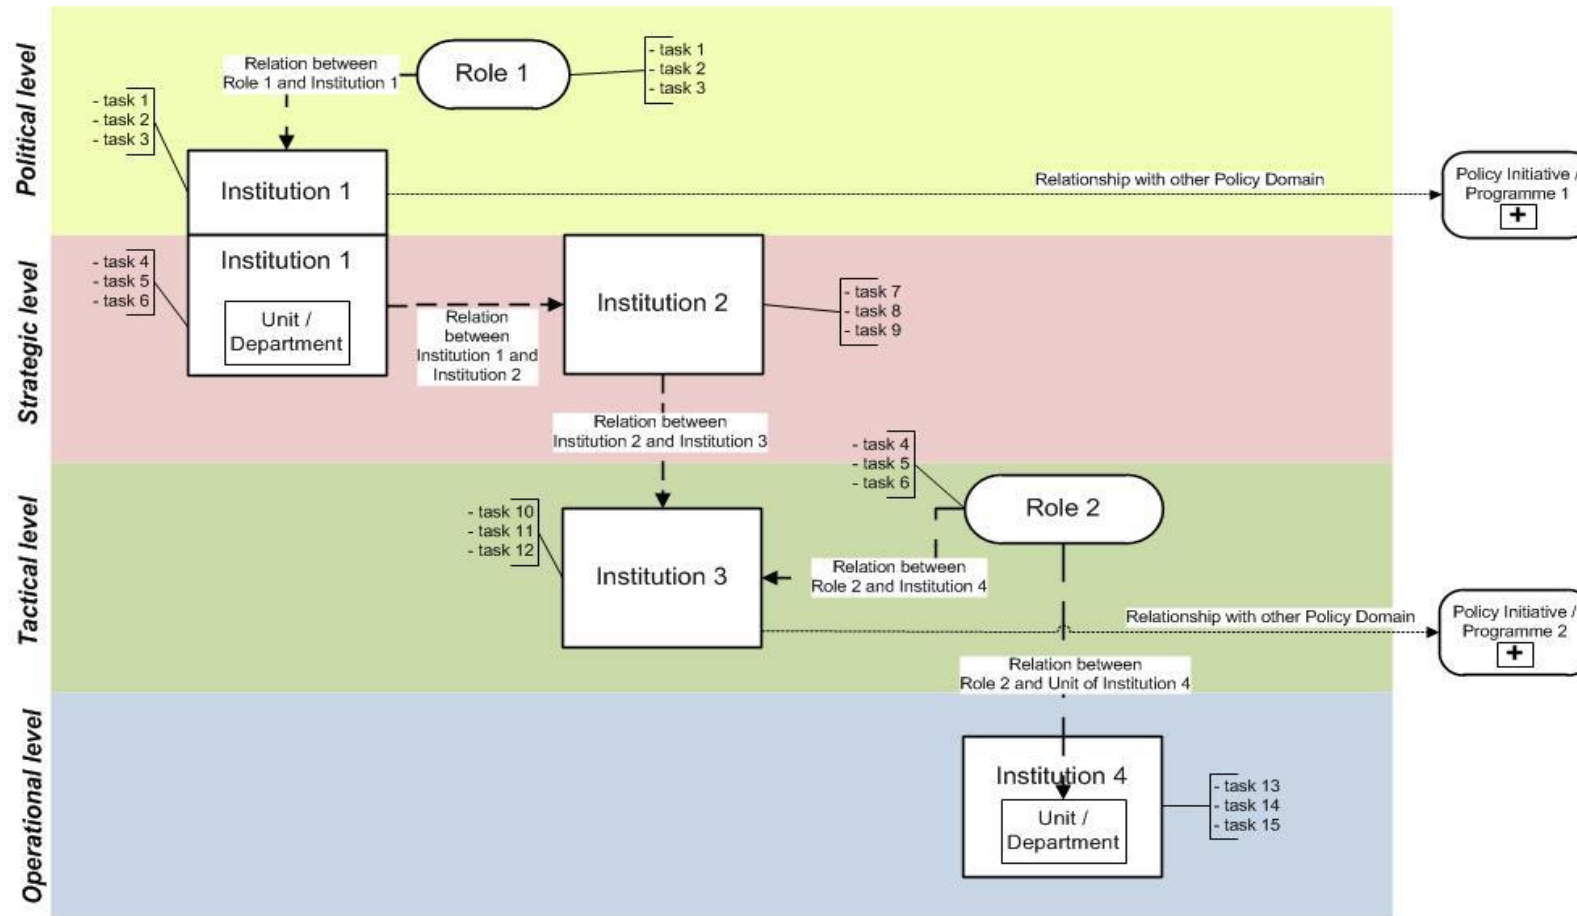 Political level
Relation between
Role 1 and Institution 1
Role 1
- task 1
- task 2
- task 3
- task 1
- task 2
- task 3
Institution 1
Relationship with other Policy Domain
Policy Initiative /
Programme 1
+
Strategic level
- task 4
- task 5
- task 6
Institution 1
Unit /
Department
Relation
between
Institution 1 and
Institution 2
Institution 2
- task 7
- task 8
- task 9
Relation between
Institution 2 and Institution 3
Tactical level
- task 4
- task 5
- task 6
Role 2
- task 10
- task 11
- task 12
Institution 3
Relation between
Role 2 and Institution 4
Relationship with other Policy Domain
Policy Initiative /
Programme 2
+
Relation between
Role 2 and Unit of Institution 4
Operational level
Institution 4
Unit /
Department
- task 13
- task 14
- task 15